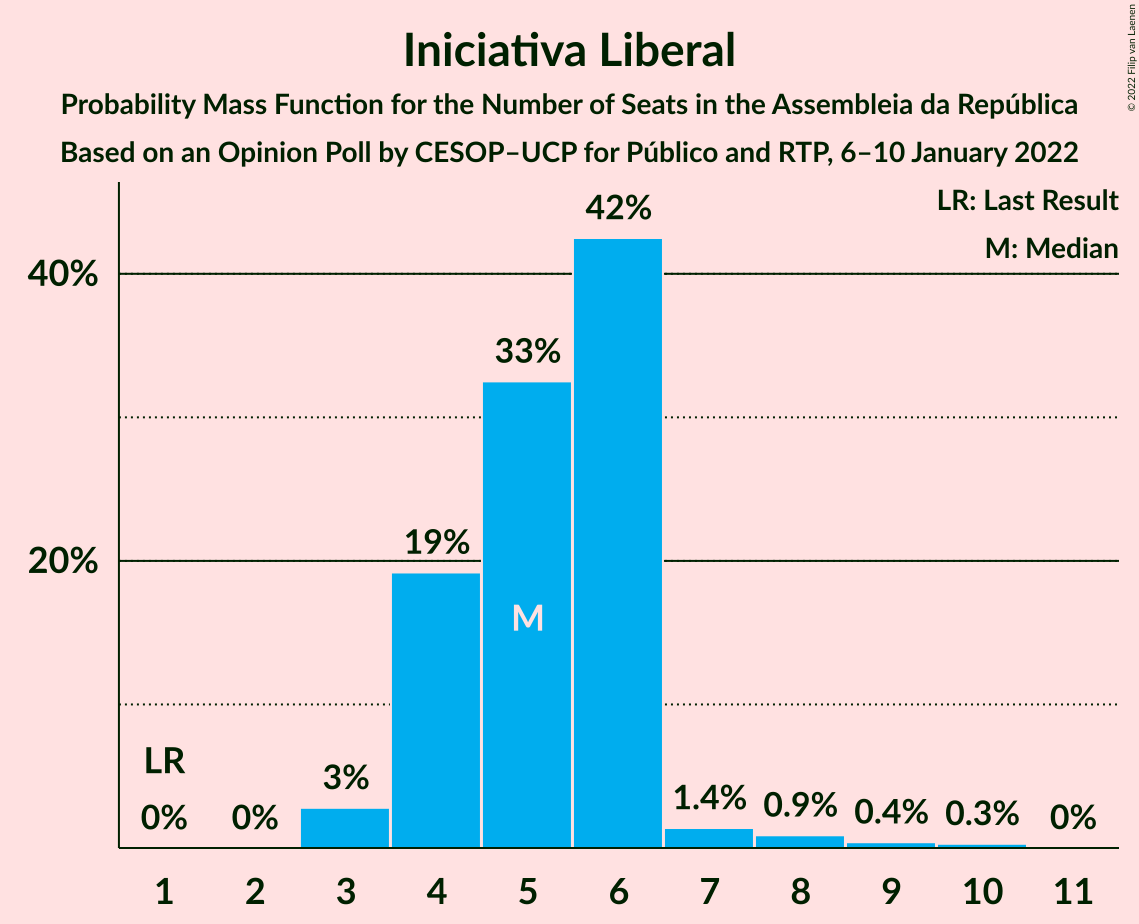 Iniciativa Liberal
Probability Mass Function for the Number of Seats in the Assembleia da República
Based on an Opinion Poll by CESOP–UCP for Público and RTP, 6–10 January 2022
© 2022 Filip van Laenen
LR: Last Result
M: Median
42%
40%
33%
19%
20%
M
LR
0%
0%
3%
1.4%
0.9%
0.4%
0.3%
0%
1 2 3 4 5 6 7 8 9 10 11